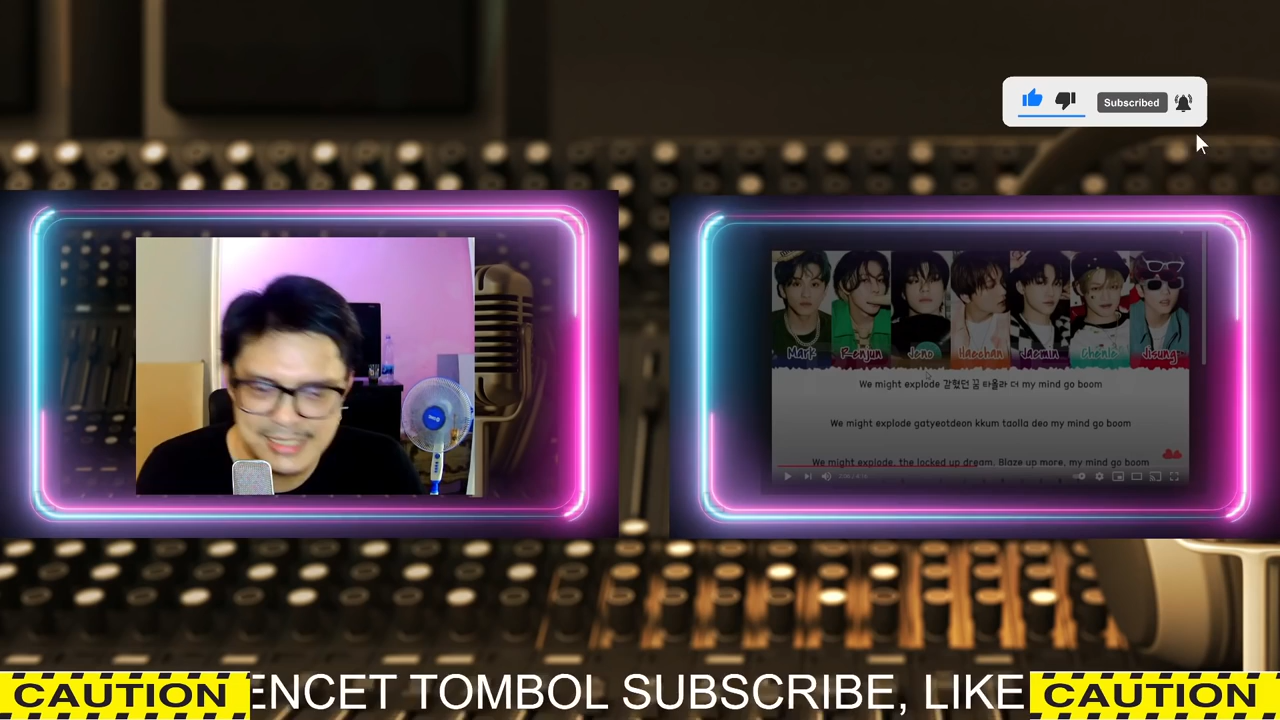 Subscribed
Mark Renjun Jeno Haechan Jaemin Chenle Jisung
We might explode 갇혔던 꿈 타올라 더 my mind go boom
We might explode gatyeotdeon kkum taolla deo my mind go boom
We might explode, the locked up dream. Blaze up more, my mind go boom
CAUTION ENCET TOMBOL SUBSCRIBE, LIKE CAUTION